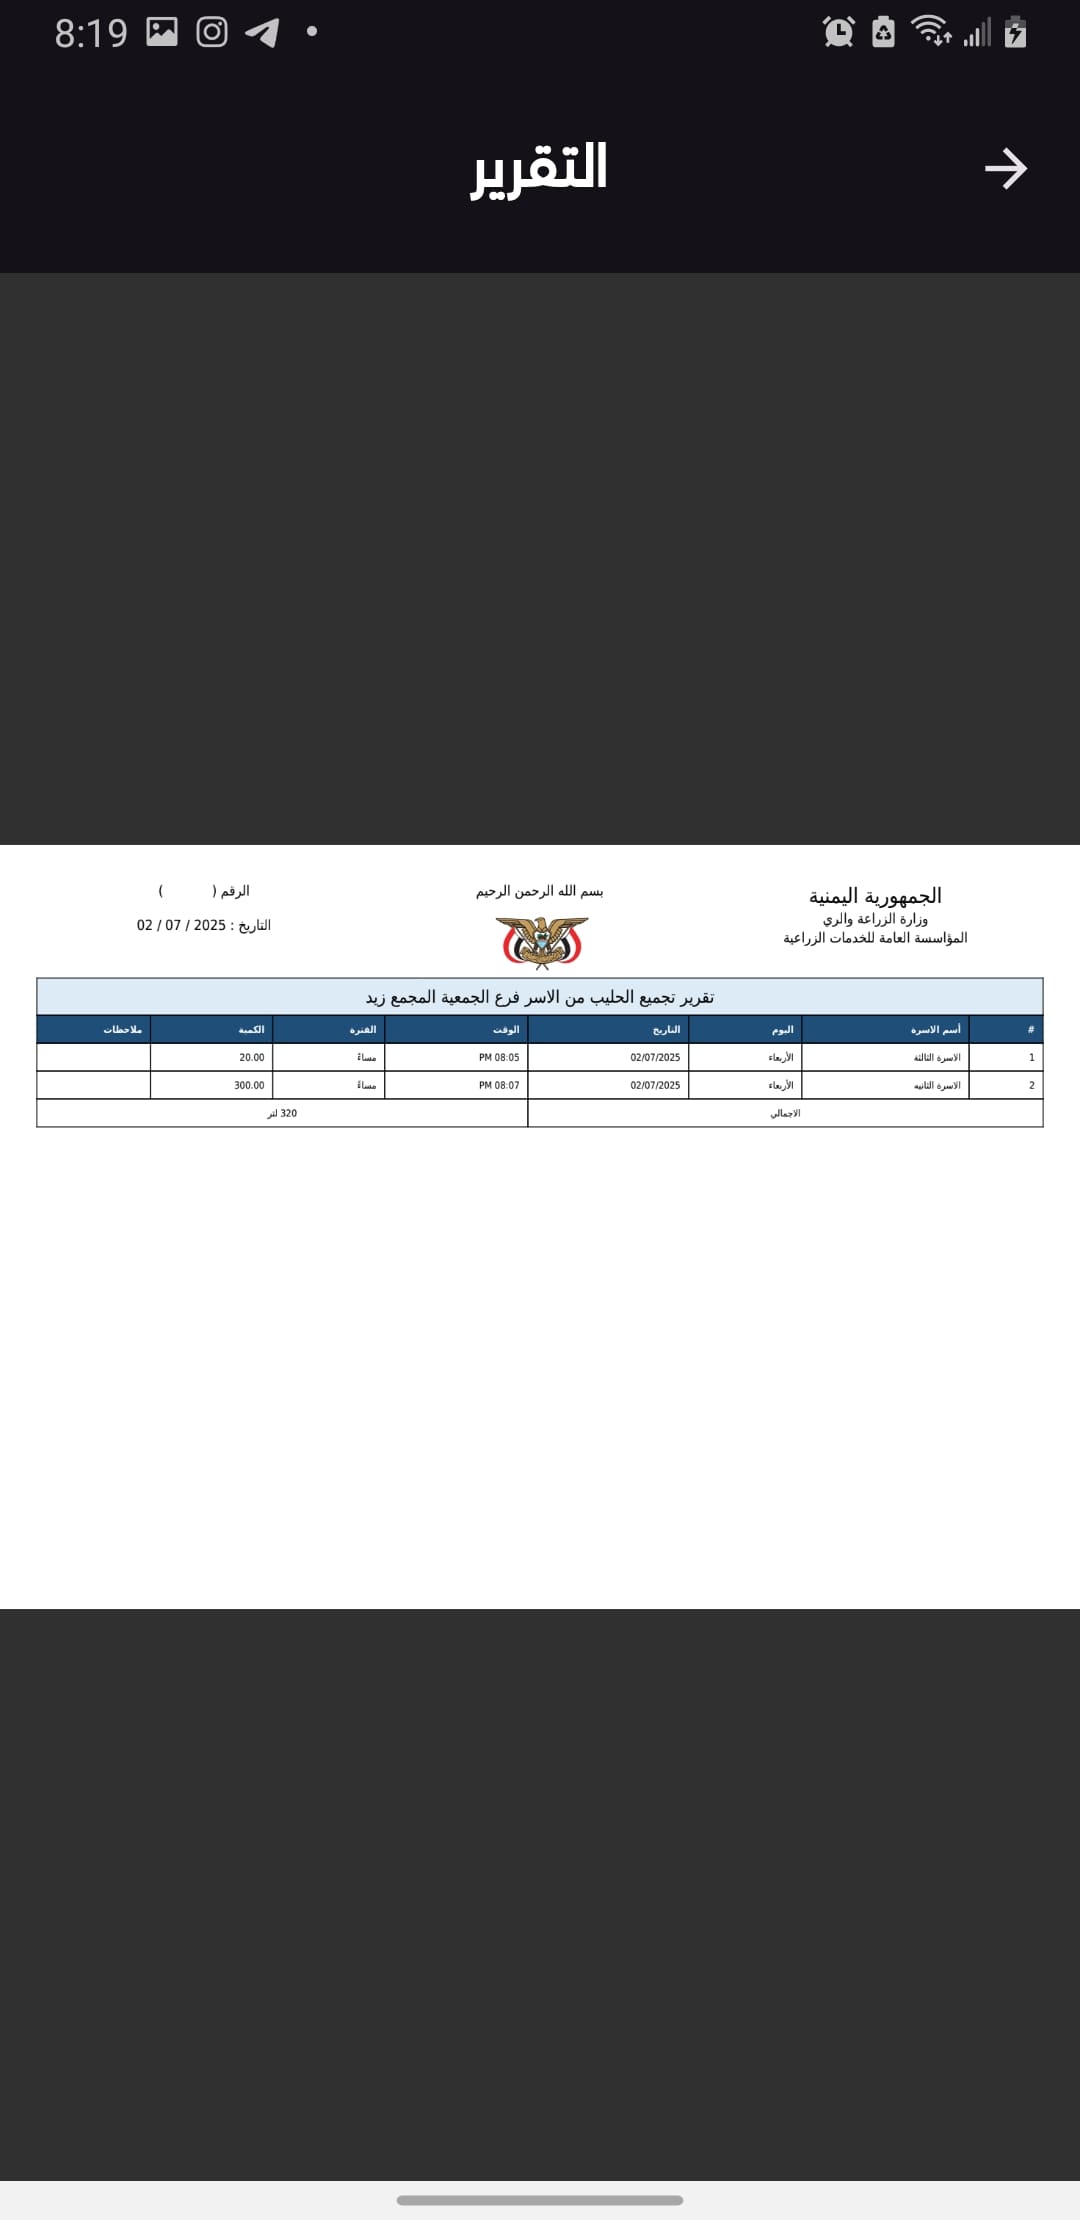 8:19
التقرير
الجمهورية اليمنية
وزارة الزراعة والري
المؤاسسة العامة للخدمات الزراعية
بسم الله الرحمن الرحيم
الرقم ( )
التاريخ : 2025 / 07 / 02
تقرير تجميع الحليب من الاسر فرع الجمعية المجمع زيد
# أسم الاسرة اليوم التاريخ الوقت الفترة الكمية ملاحظات
1 الاسرة الثالثة الأربعاء 02/07/2025 08:05 PM مساءً 20.00
2 الاسرة الثانيه الأربعاء 02/07/2025 08:07 PM مساءً 300.00
الاجمالي 320 لتر